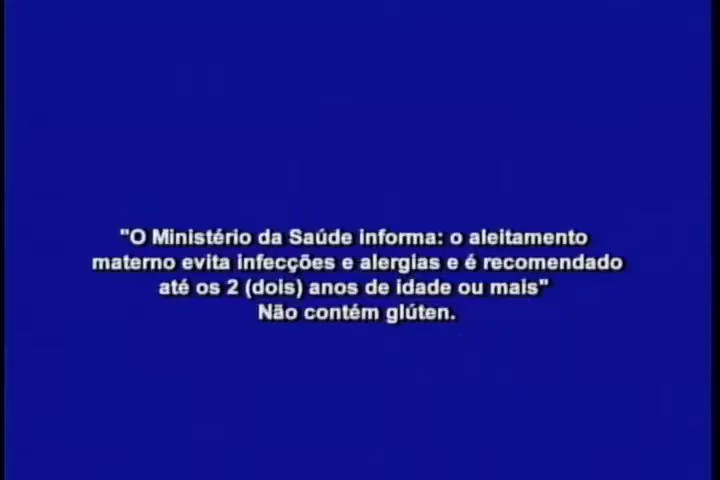 "O Ministério da Saúde informa: o aleitamento
materno evita infecções e alergias e é recomendado
até os 2 (dois) anos de idade ou mais"
Não contém glúten.